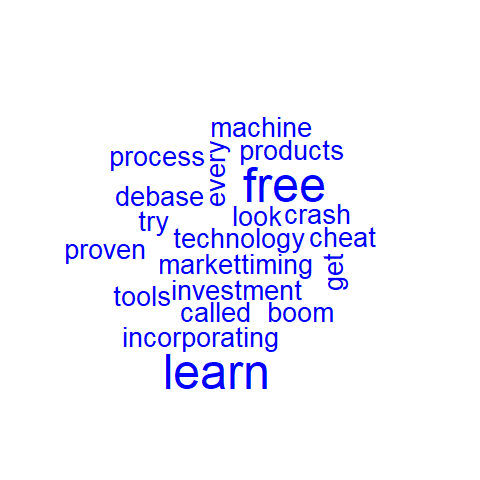 machine
process
every
products
debase
free
try
look
crash
technology
cheat
proven
markettiming
get
tools
investment
called
boom
incorporating
learn